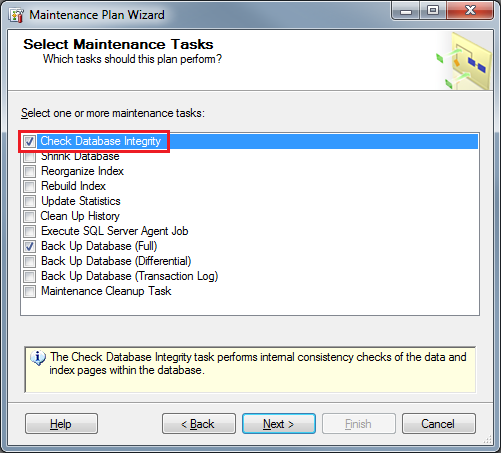 Maintenance Plan Wizard
Select Maintenance Tasks
Which tasks should this plan perform?
Select one or more maintenance tasks:
Check Database Integrity
Shrink Database
Reorganize Index
Rebuild Index
Update Statistics
Clean Up History
Execute SQL Server Agent Job
Back Up Database (Full)
Back Up Database (Differential)
Back Up Database (Transaction Log)
Maintenance Cleanup Task
The Check Database Integrity task performs internal consistency checks of the data and
index pages within the database.
Help
< Back
Next >
Finish
Cancel